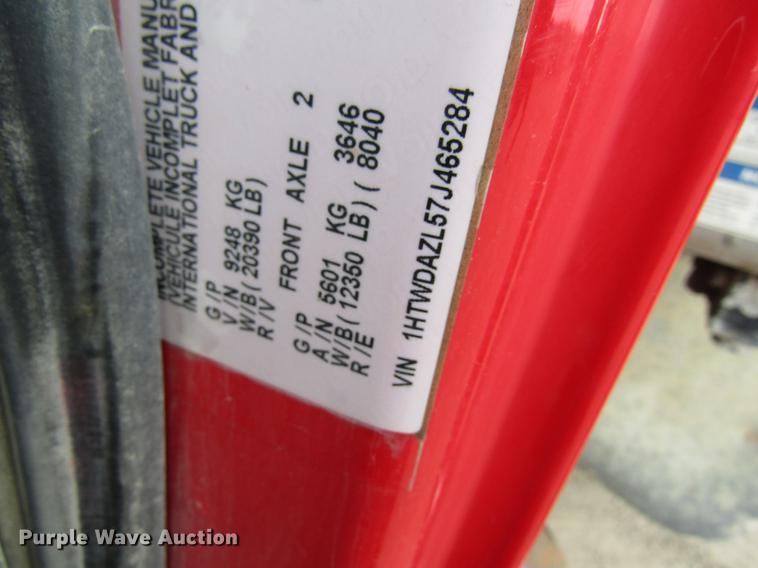 INCOMPLETE VEHICLE MANU
(VEHICULE INCOMPLET FABR
INTERNATIONAL TRUCK AND
G/P
V/N 9248 KG
W/B( 20390 LB)
R/V
FRONT AXLE 2
G/P
A/N 5601 KG 3646
W/B( 12350 LB) ( 8040
R/E
VIN 1HTWDAZL57J465284
Purple Wave Auction